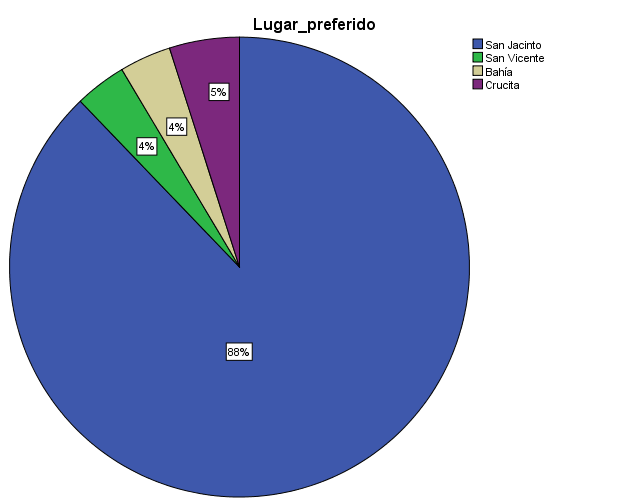 Lugar_preferido
San Jacinto
San Vicente
Bahía
Crucita
5%
4%
4%
88%